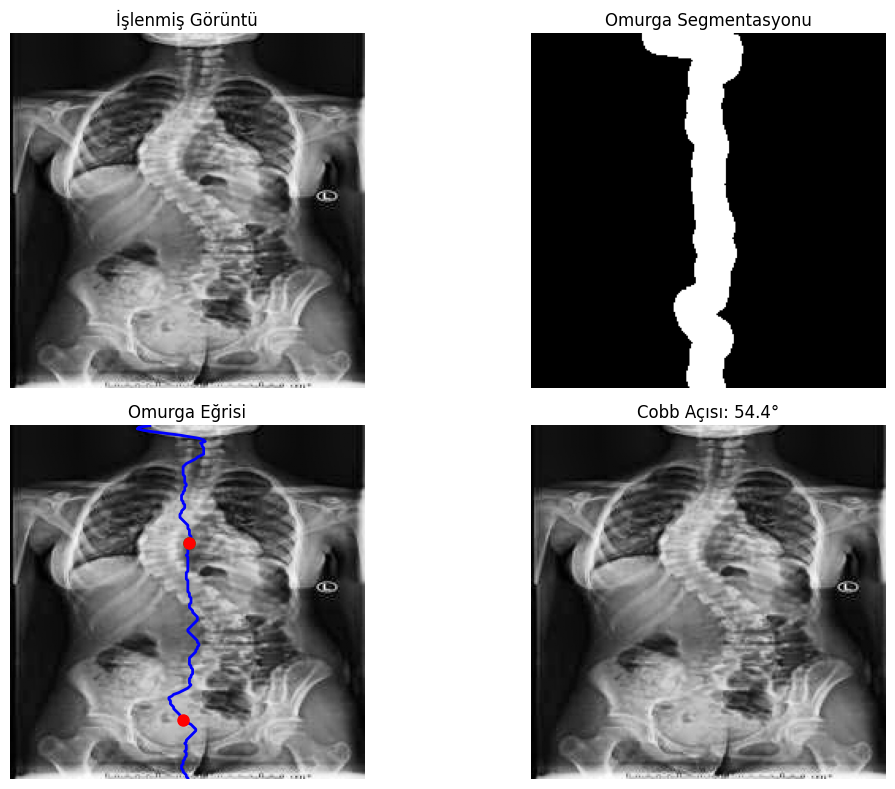 İşlenmiş Görüntü
Omurga Segmentasyonu
L
Omurga Eğrisi
Cobb Açısı: 54.4°
L
L